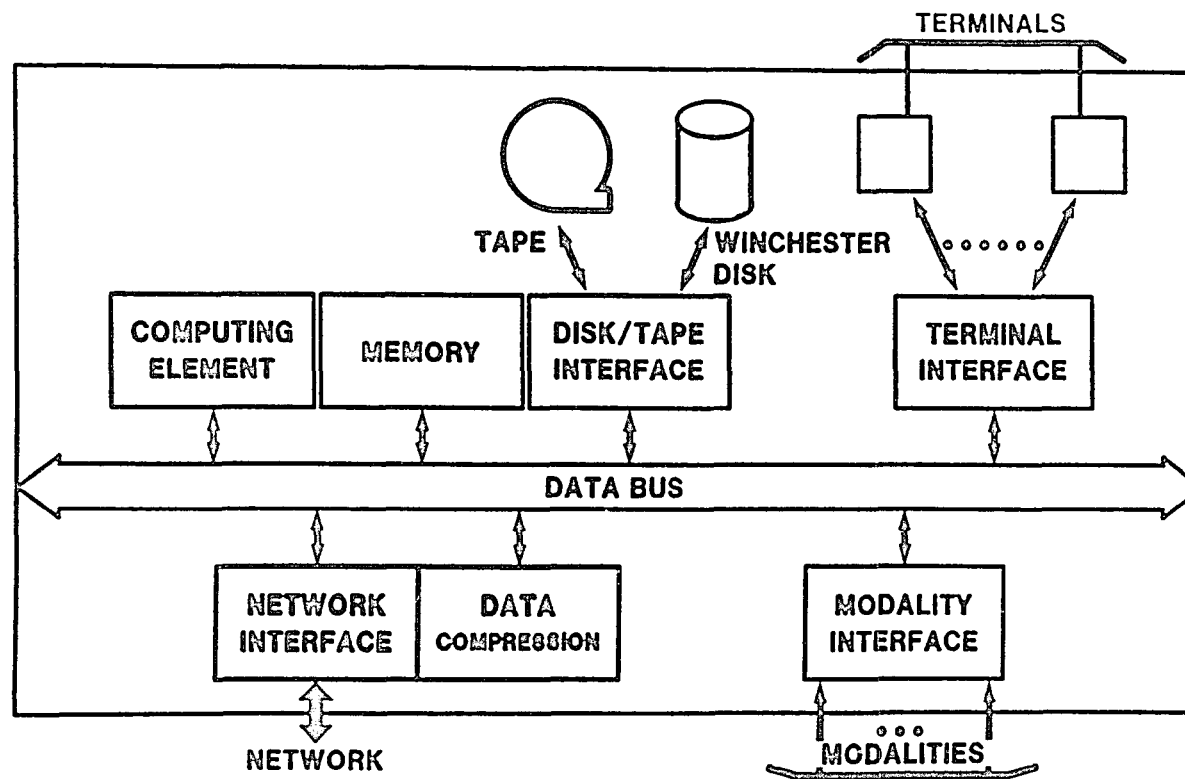 TERMINALS
TAPE
WINCHESTER
DISK
COMPUTING
ELEMENT
MEMORY
DISK/TAPE
INTERFACE
TERMINAL
INTERFACE
DATA BUS
NETWORK
INTERFACE
DATA
COMPRESSION
MODALITY
INTERFACE
NETWORK
MODALITIES